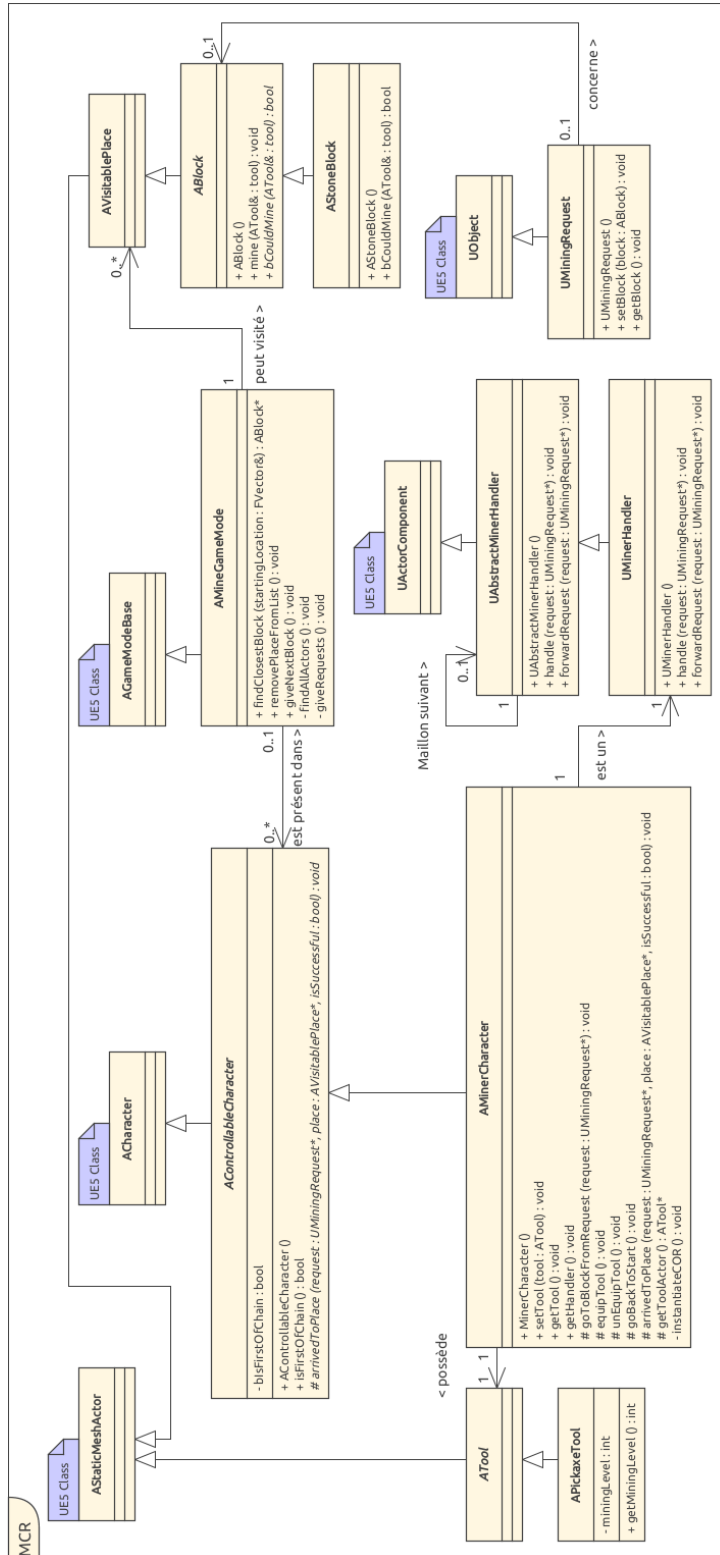 MCR
UE5 Class
AStaticMeshActor
UE5 Class
ACharacter
UE5 Class
AGameModeBase
AVisitablePlace
AControllableCharacter
- bIsFirstOfChain : bool
+ AControllableCharacter ()
+ isFirstOfChain () : bool
# arrivedToPlace (request : UMiningRequest*, place : AVisitablePlace*, isSuccessful : bool) : void
0..*
est présent dans >
0..1
AMineGameMode
+ findClosestBlock (startingLocation : FVector&) : ABlock*
+ removePlaceFromList () : void
+ giveNextBlock () : void
- findAllActors () : void
- giveRequests () : void
1
peut visité >
0..*
ABlock
+ ABlock ()
+ mine (ATool& : tool) : void
+ bCouldMine (ATool& : tool) : bool
0..1
AStoneBlock
+ AStoneBlock ()
+ bCouldMine (ATool& : tool) : bool
ATool
1
< possède
1
APickaxeTool
- miningLevel : int
+ getMiningLevel () : int
AMinerCharacter
+ MinerCharacter ()
+ setTool (tool : ATool) : void
+ getTool () : void
+ getHandler () : void
# goToBlockFromRequest (request : UMiningRequest*) : void
# equipTool () : void
# unEquipTool () : void
# goBackToStart () : void
# arrivedToPlace (request : UMiningRequest*, place : AVisitablePlace*, isSuccessful : bool) : void
# getToolActor () : ATool*
- instantiateCOR () : void
1
est un >
1
UE5 Class
UActorComponent
Maillon suivant >
0..1
1
UAbstractMinerHandler
+ UAbstractMinerHandler ()
+ handle (request : UMiningRequest*) : void
+ forwardRequest (request : UMiningRequest*) : void
UMinerHandler
+ UMinerHandler ()
+ handle (request : UMiningRequest*) : void
+ forwardRequest (request : UMiningRequest*) : void
UE5 Class
UObject
UMiningRequest
+ UMiningRequest ()
+ setBlock (block : ABlock) : void
+ getBlock () : void
0..1
concerne >